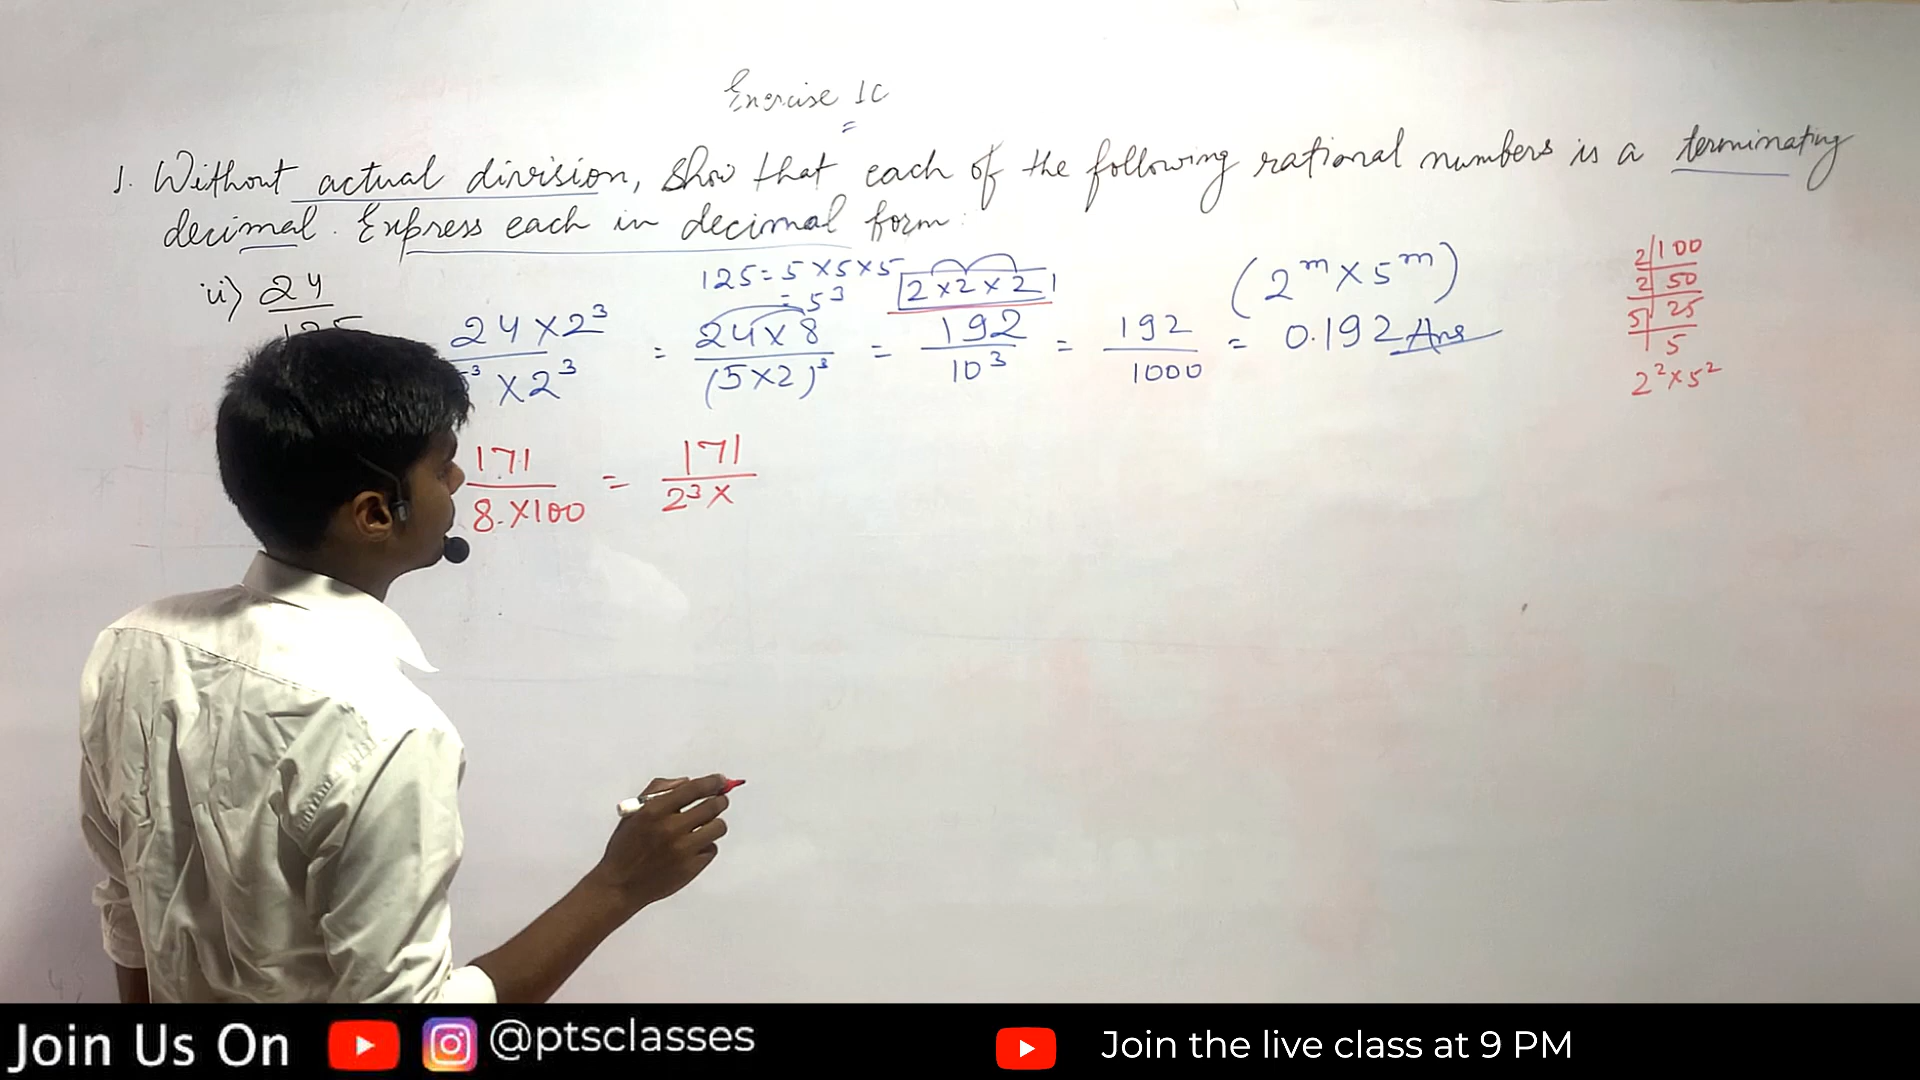 Exercise 1C
1. Without actual division, show that each of the following rational numbers is a terminating
decimal. Express each in decimal form.
ii) 24/125
125 = 5 × 5 × 5
= 5³
2 × 2 × 2
(2ᵐ × 5ᵐ)
24 × 2³ / 5³ × 2³ = 24 × 8 / (5 × 2)³ = 192 / 10³ = 192 / 1000 = 0.192 Ans
171 / 8 × 100 = 171 / 2³ ×
2 | 100
2 | 50
5 | 25
5
2² × 5²
Join Us On @ptsclasses
Join the live class at 9 PM